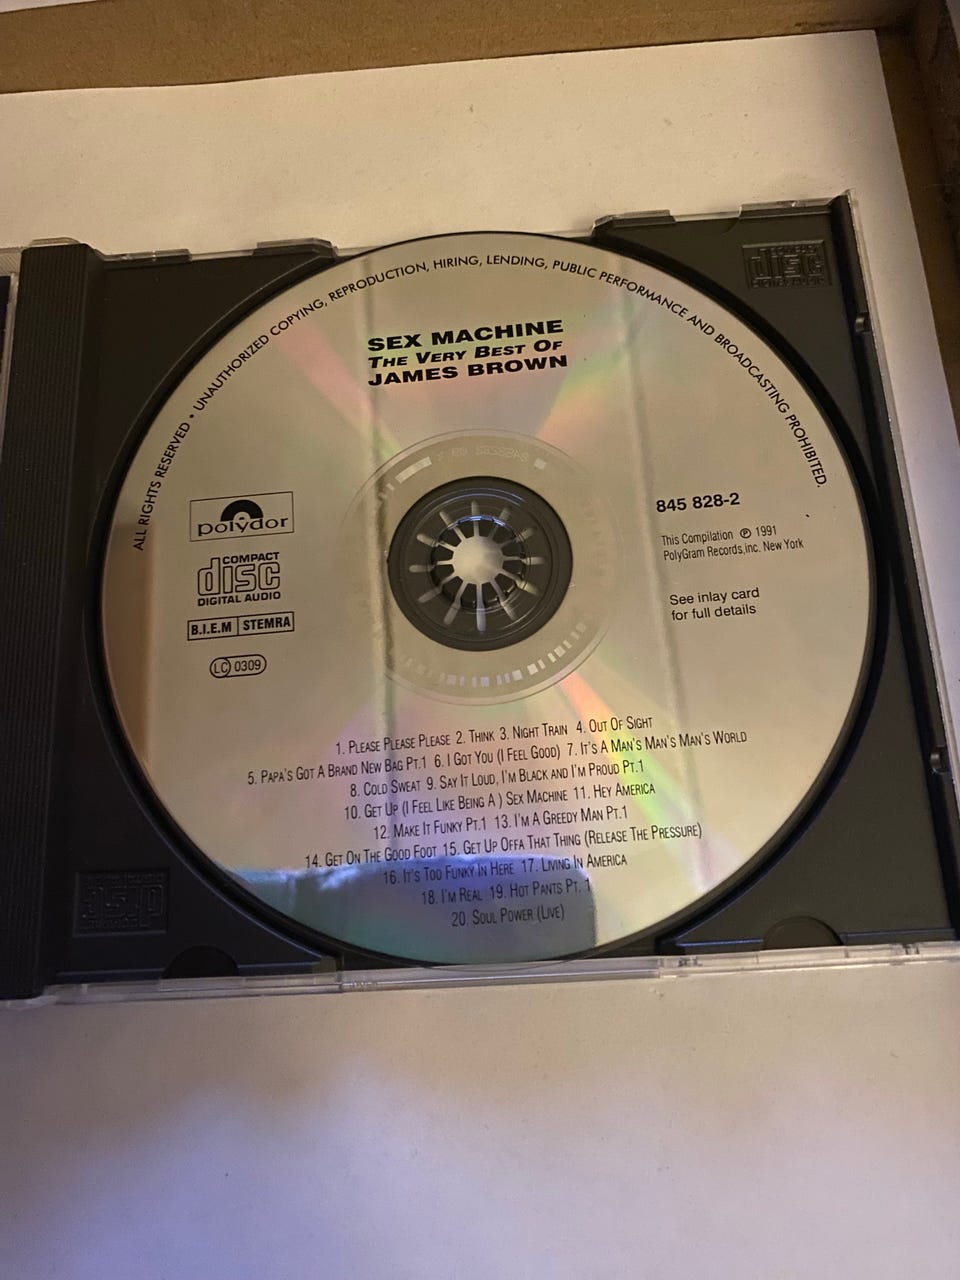 ALL RIGHTS RESERVED • UNAUTHORIZED COPYING, REPRODUCTION, HIRING, LENDING, PUBLIC PERFORMANCE AND BROADCASTING PROHIBITED.
SEX MACHINE
THE VERY BEST OF
JAMES BROWN
polydor
COMPACT
disc
DIGITAL AUDIO
B.I.E.M STEMRA
LC 0309
845 828-2
This Compilation ℗ 1991
PolyGram Records,inc. New York
See inlay card
for full details
1. PLEASE PLEASE PLEASE 2. THINK 3. NIGHT TRAIN 4. OUT OF SIGHT
5. PAPA'S GOT A BRAND NEW BAG PT.1 6. I GOT YOU (I FEEL GOOD) 7. IT'S A MAN'S MAN'S MAN'S WORLD
8. COLD SWEAT 9. SAY IT LOUD, I'M BLACK AND I'M PROUD PT.1
10. GET UP (I FEEL LIKE BEING A ) SEX MACHINE 11. HEY AMERICA
12. MAKE IT FUNKY PT.1 13. I'M A GREEDY MAN PT.1
14. GET ON THE GOOD FOOT 15. GET UP OFFA THAT THING (RELEASE THE PRESSURE)
16. IT'S TOO FUNKY IN HERE 17. LIVING IN AMERICA
18. I'M REAL 19. HOT PANTS PT. 1
20. SOUL POWER (LIVE)
COMPACT
disc
DIGITAL AUDIO